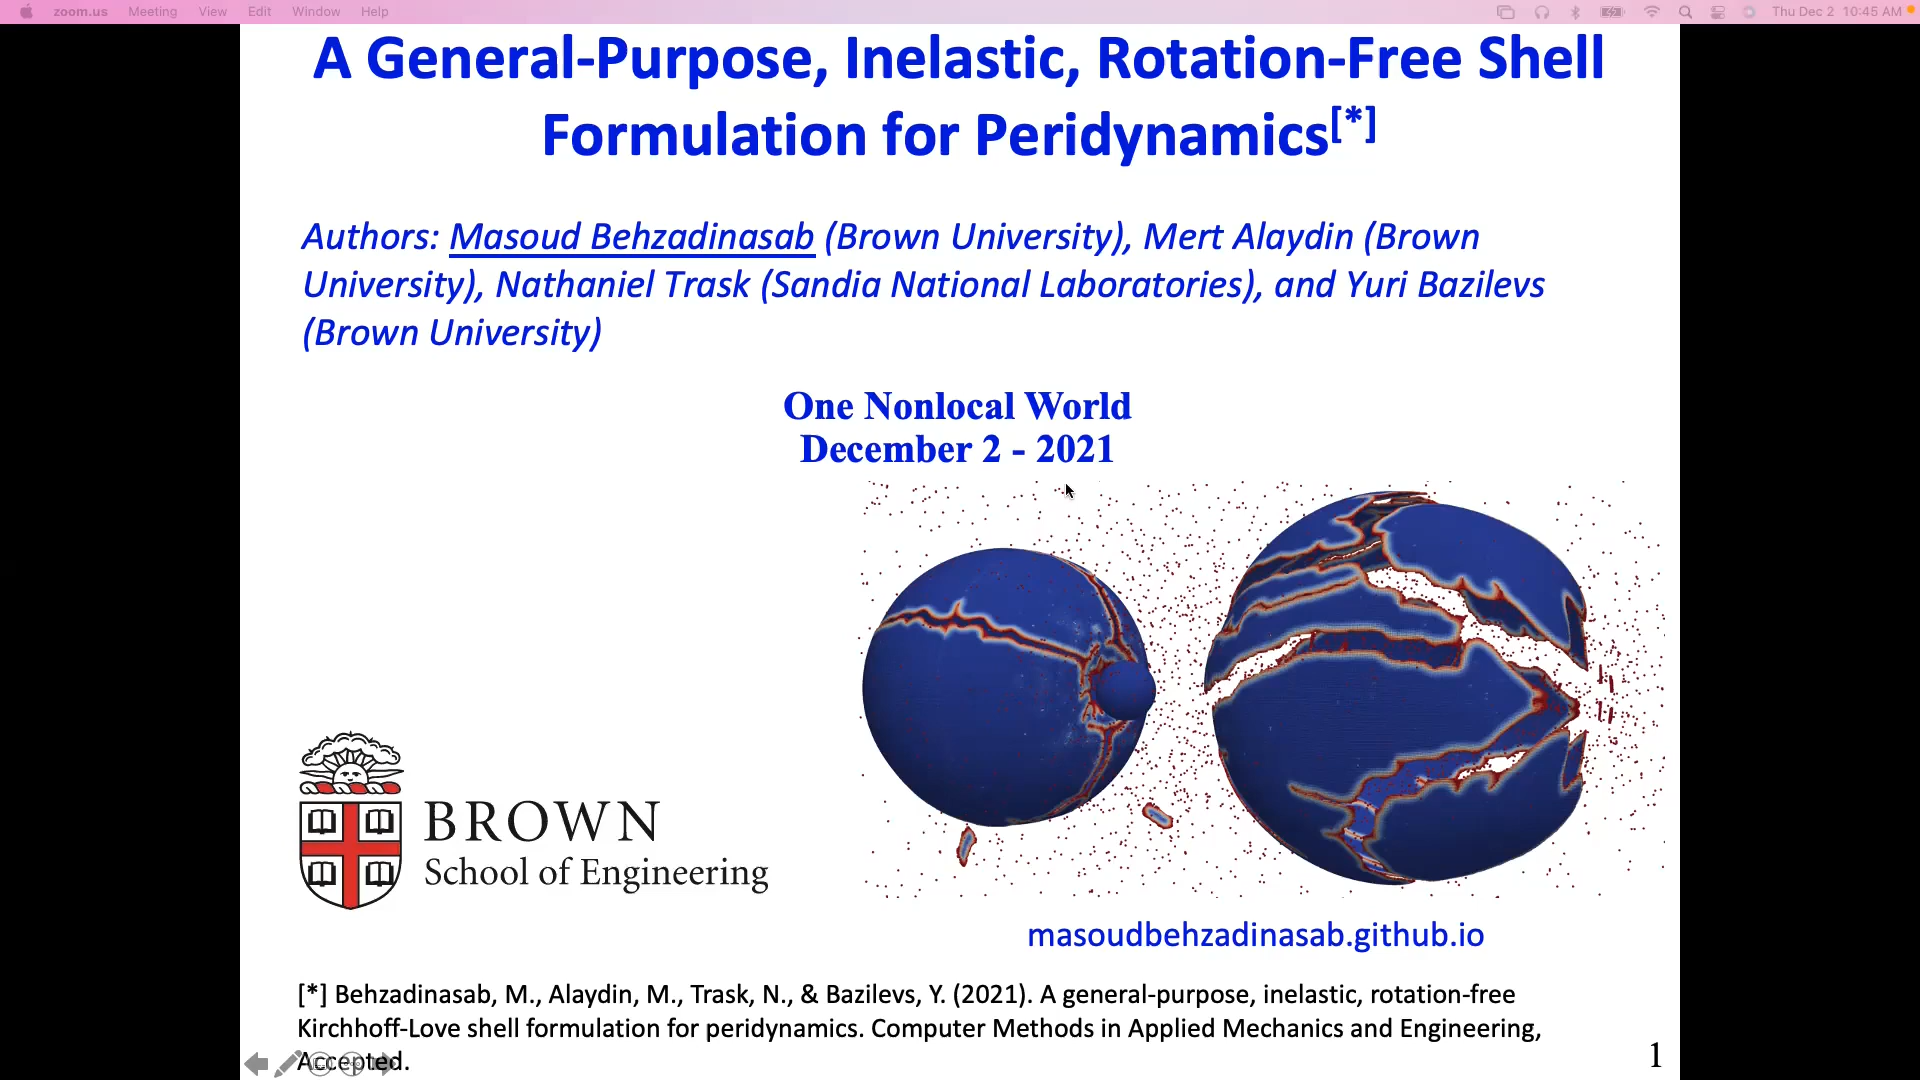 zoom.us Meeting View Edit Window Help Thu Dec 2 10:45 AM
A General-Purpose, Inelastic, Rotation-Free Shell
Formulation for Peridynamics[*]
Authors: Masoud Behzadinasab (Brown University), Mert Alaydin (Brown
University), Nathaniel Trask (Sandia National Laboratories), and Yuri Bazilevs
(Brown University)
One Nonlocal World
December 2 - 2021
BROWN
School of Engineering
masoudbehzadinasab.github.io
[*] Behzadinasab, M., Alaydin, M., Trask, N., & Bazilevs, Y. (2021). A general-purpose, inelastic, rotation-free
Kirchhoff-Love shell formulation for peridynamics. Computer Methods in Applied Mechanics and Engineering,
Accepted.
1